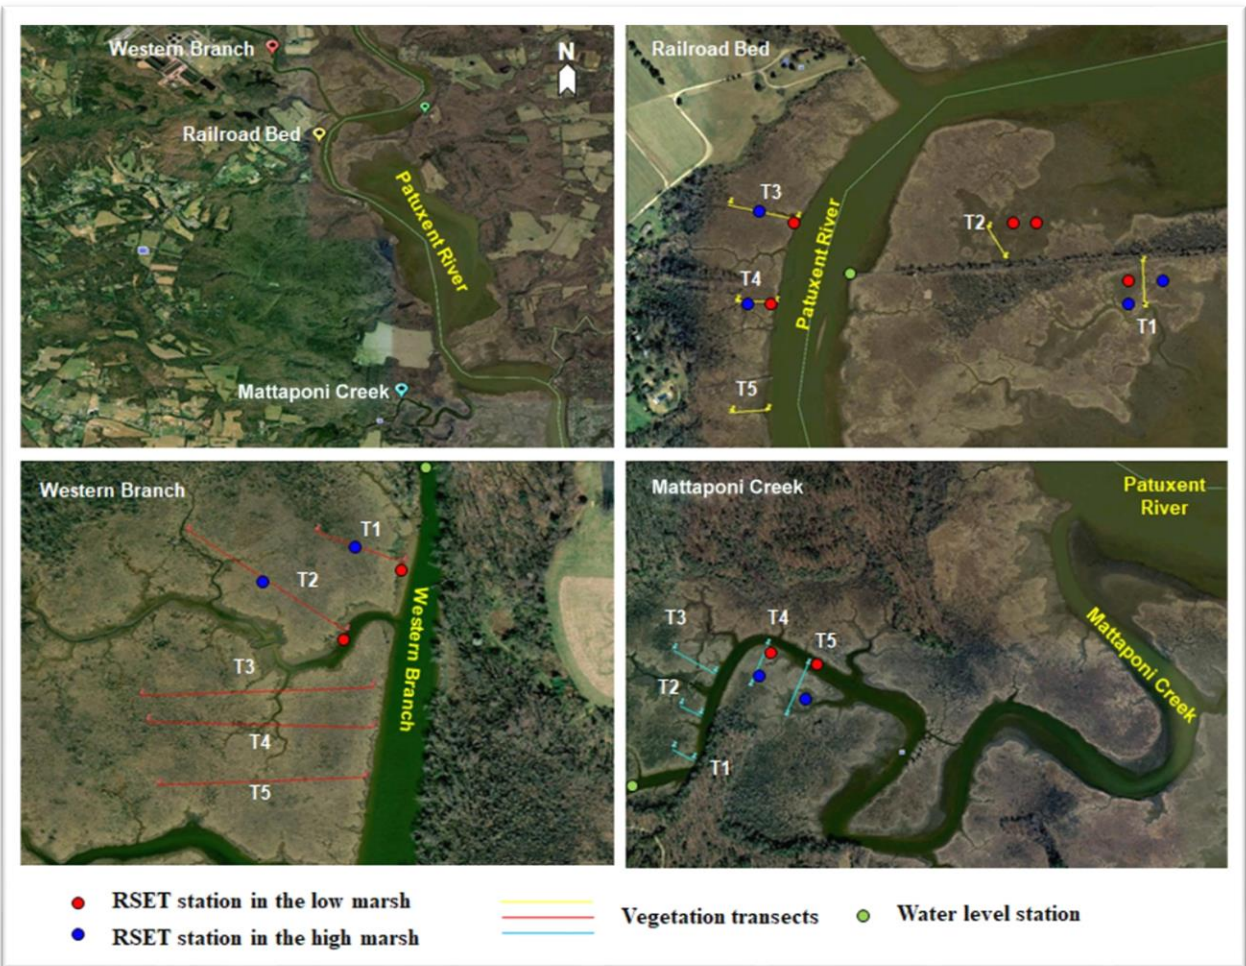 Western Branch
N
Railroad Bed
Patuxent River
Mattaponi Creek
Railroad Bed
T3
T2
T4
Patuxent River
T1
T5
Western Branch
T1
T2
T3
Western Branch
T4
T5
Mattaponi Creek
Patuxent
River
T3
T4
T5
Mattaponi Creek
T2
T1
RSET station in the low marsh
RSET station in the high marsh
Vegetation transects
Water level station